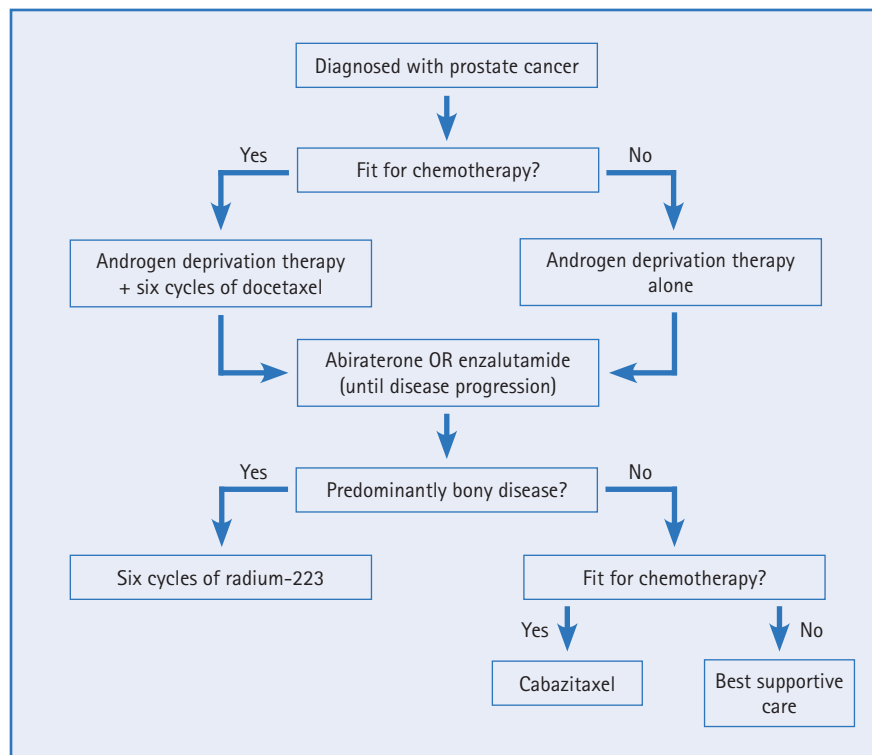 Diagnosed with prostate cancer
Yes
Fit for chemotherapy?
No
Androgen deprivation therapy
+ six cycles of docetaxel
Androgen deprivation therapy
alone
Abiraterone OR enzalutamide
(until disease progression)
Yes
Predominantly bony disease?
No
Six cycles of radium-223
Fit for chemotherapy?
Yes
No
Cabazitaxel
Best supportive
care